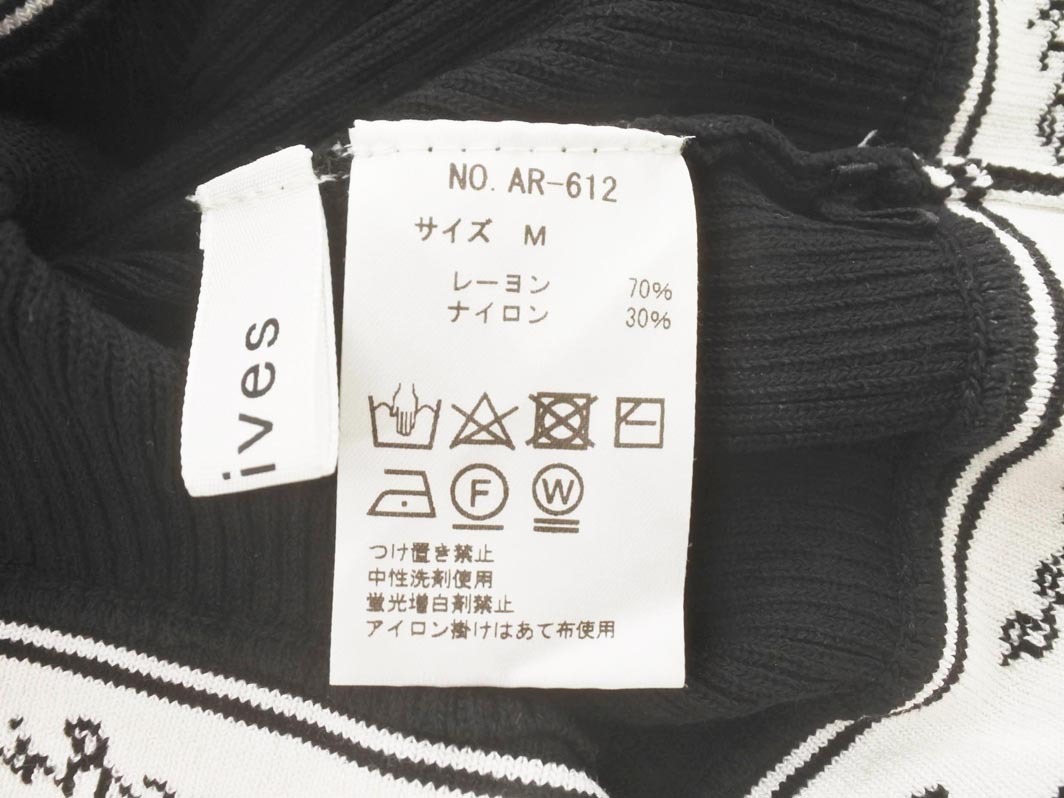 NO. AR-612
サイズ M
レーヨン 70%
ナイロン 30%
F W
つけ置き禁止
中性洗剤使用
蛍光増白剤禁止
アイロン掛けはあて布使用
ives